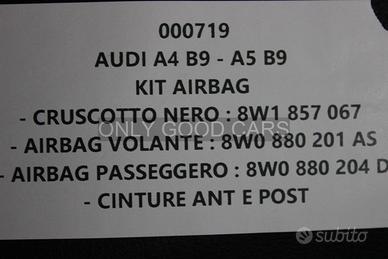 000719
AUDI A4 B9 - A5 B9
KIT AIRBAG
- CRUSCOTTO NERO : 8W1 857 067
ONLY GOOD CARS
- AIRBAG VOLANTE : 8W0 880 201 AS
- AIRBAG PASSEGGERO : 8W0 880 204 D
- CINTURE ANT E POST
subito